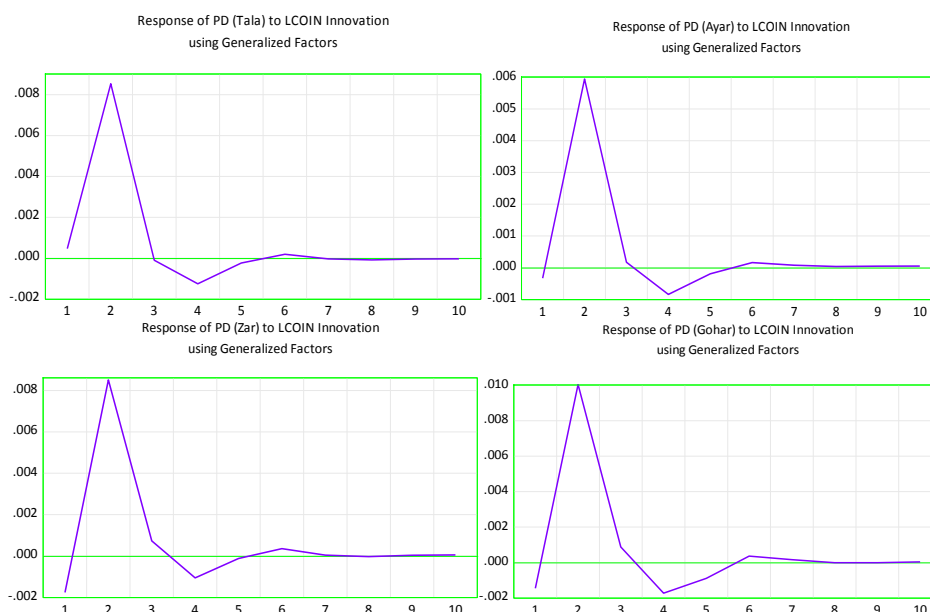 Response of PD (Tala) to LCOIN Innovation
using Generalized Factors
.008
.006
.004
.002
.000
-.002
1 2 3 4 5 6 7 8 9 10
Response of PD (Ayar) to LCOIN Innovation
using Generalized Factors
.006
.005
.004
.003
.002
.001
.000
-.001
1 2 3 4 5 6 7 8 9 10
Response of PD (Zar) to LCOIN Innovation
using Generalized Factors
.008
.006
.004
.002
.000
-.002
1 2 3 4 5 6 7 8 9 10
Response of PD (Gohar) to LCOIN Innovation
using Generalized Factors
.010
.008
.006
.004
.002
.000
-.002
1 2 3 4 5 6 7 8 9 10